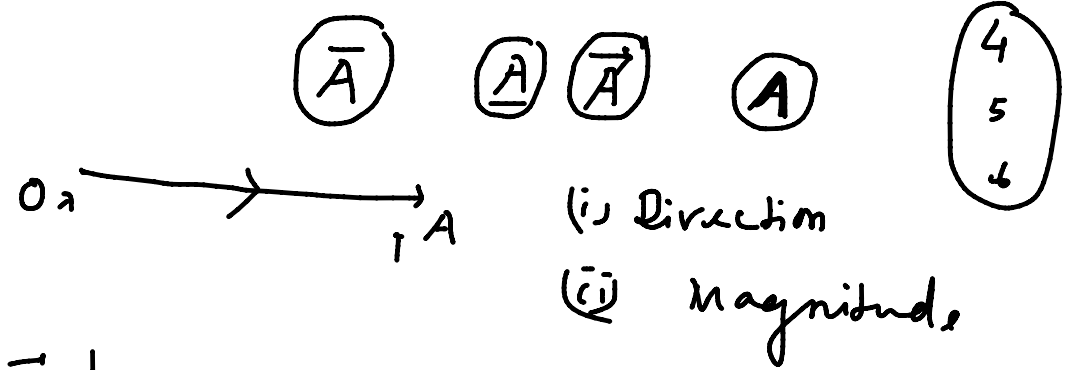 A̅ A̲ A⃗ A
4
5
6
O A
(i) Direction
(ii) Magnitude